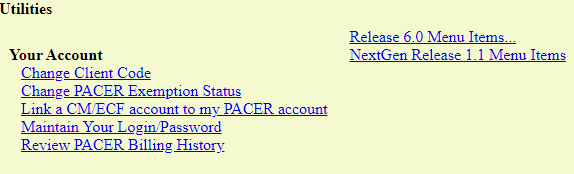 Utilities
Release 6.0 Menu Items...
Your Account
NextGen Release 1.1 Menu Items
Change Client Code
Change PACER Exemption Status
Link a CM/ECF account to my PACER account
Maintain Your Login/Password
Review PACER Billing History